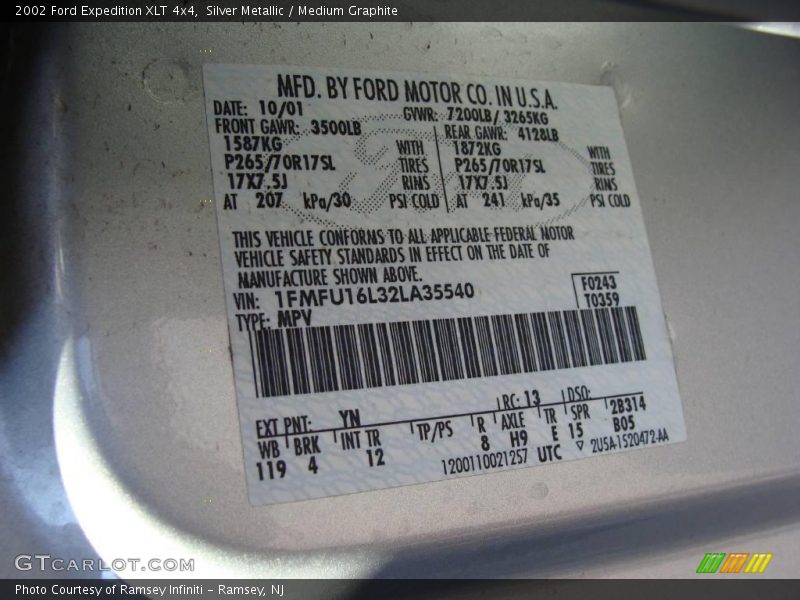 2002 Ford Expedition XLT 4x4, Silver Metallic / Medium Graphite
MFD. BY FORD MOTOR CO. IN U.S.A.
DATE: 10/01 GVWR: 7200LB/ 3265KG
FRONT GAWR: 3500LB REAR GAWR: 4128LB
1587KG WITH 1872KG WITH
P265/70R17SL TIRES P265/70R17SL TIRES
17X7.5J RINS 17X7.5J RINS
AT 207 kPa/30 PSI COLD AT 241 kPa/35 PSI COLD
THIS VEHICLE CONFORMS TO ALL APPLICABLE FEDERAL MOTOR
VEHICLE SAFETY STANDARDS IN EFFECT ON THE DATE OF
MANUFACTURE SHOWN ABOVE.
VIN: 1FMFU16L32LA35540 F0243
TYPE: MPV T0359
EXT PNT: YN RC: 13 DSO:
WB BRK INT TR TP/PS R AXLE TR SPR 2B314
119 4 12 8 H9 E 15 B05
1200110021257 UTC ▽ 2U5A-1520472-AA
GTCARLOT.COM
Photo Courtesy of Ramsey Infiniti - Ramsey, NJ